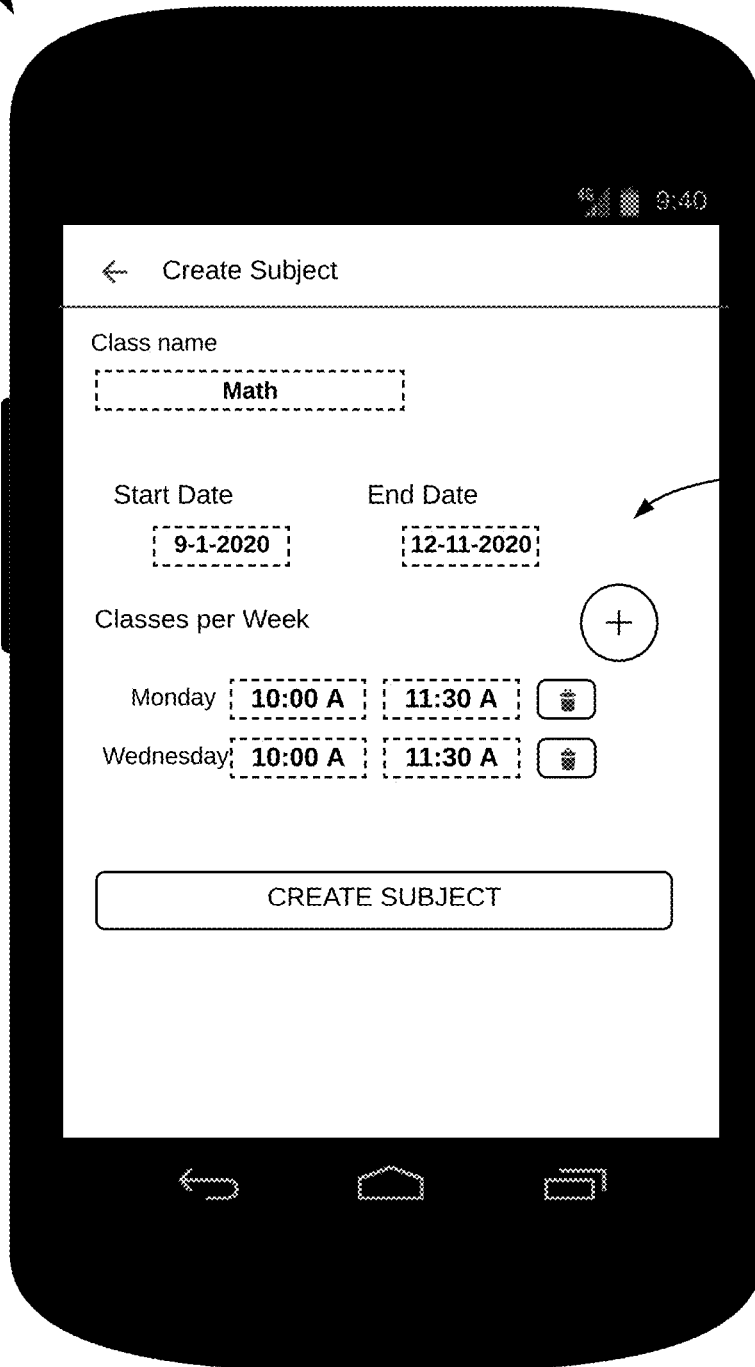 4G 9:40
Create Subject
Class name
Math
Start Date End Date
9-1-2020 12-11-2020
Classes per Week
Monday 10:00 A 11:30 A
Wednesday 10:00 A 11:30 A
CREATE SUBJECT